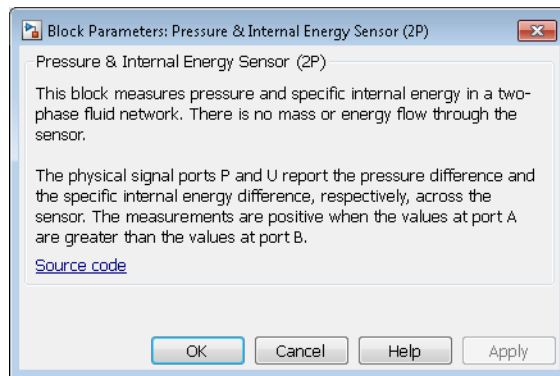 Block Parameters: Pressure & Internal Energy Sensor (2P)
Pressure & Internal Energy Sensor (2P)
This block measures pressure and specific internal energy in a two-
phase fluid network. There is no mass or energy flow through the
sensor.
The physical signal ports P and U report the pressure difference and
the specific internal energy difference, respectively, across the
sensor. The measurements are positive when the values at port A
are greater than the values at port B.
Source code
OK Cancel Help Apply